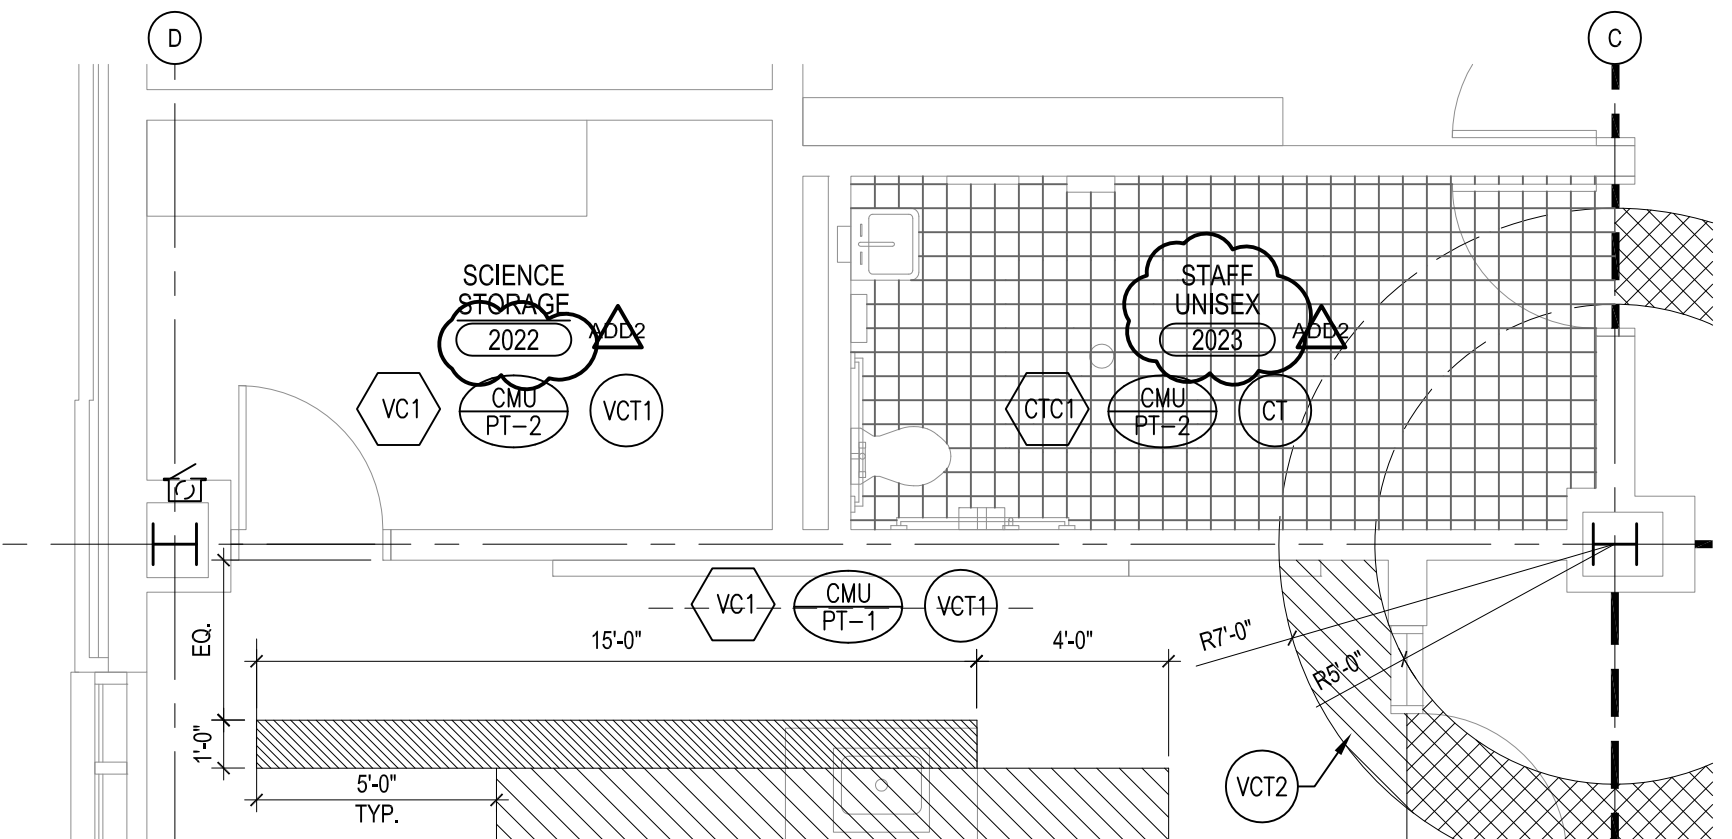 D
C
SCIENCE
STORAGE
2022
ADD2
VC1
CMU
PT-2
VCT1
STAFF
UNISEX
2023
ADD2
CTC1
CMU
PT-2
CT
VC1
CMU
PT-1
VCT1
EQ.
15'-0"
4'-0"
R7'-0"
R5'-0"
1'-0"
5'-0"
TYP.
VCT2